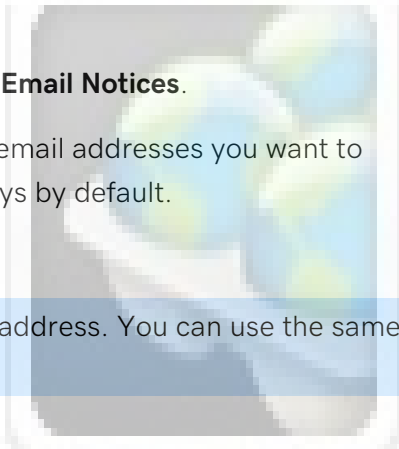 Email Notices.
email addresses you want to
ys by default.
address. You can use the same